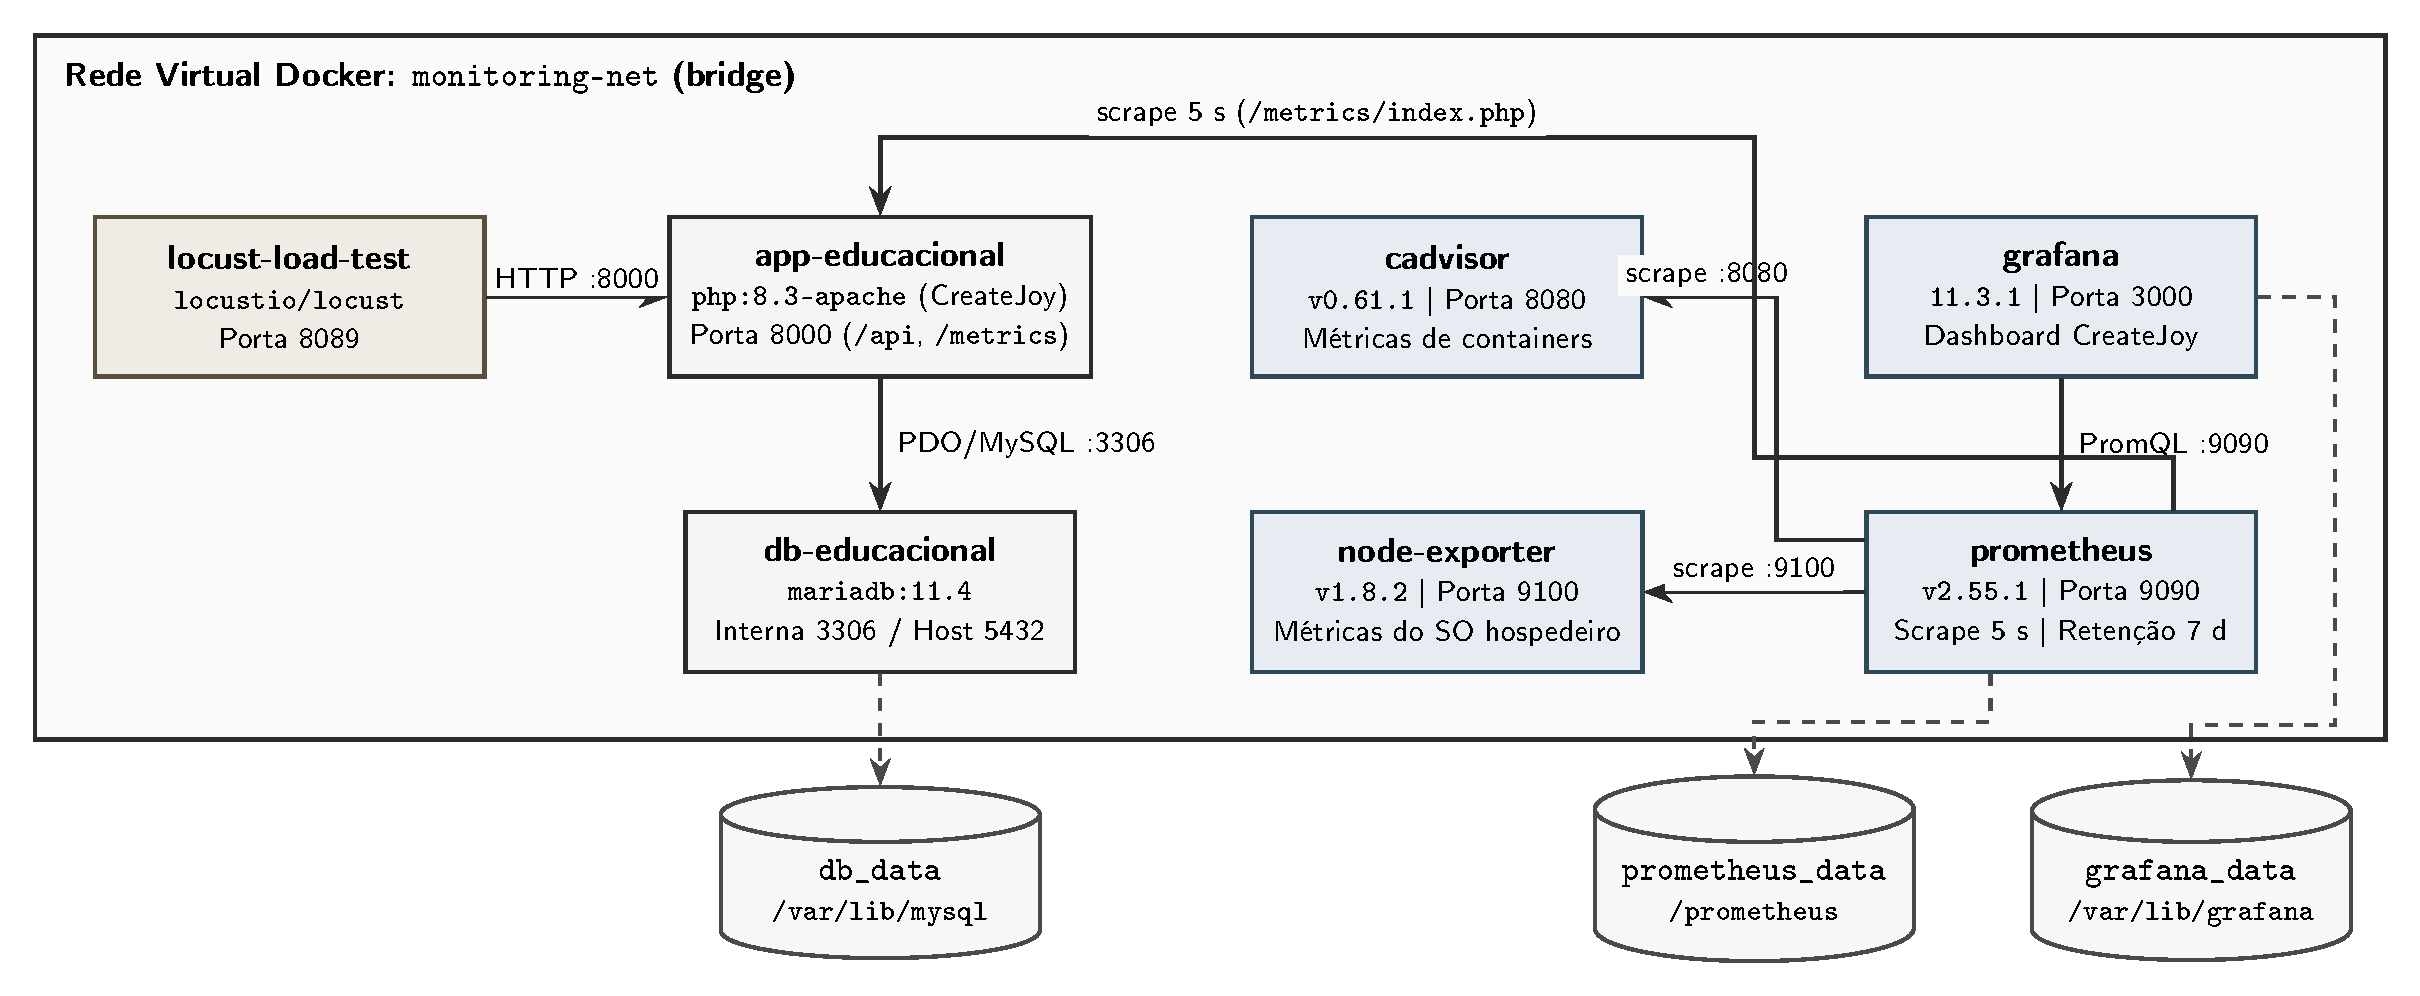 Rede Virtual Docker: monitoring-net (bridge)
scrape 5 s (/metrics/index.php)
locust-load-test
locustio/locust
Porta 8089
HTTP :8000
app-educacional
php:8.3-apache (CreateJoy)
Porta 8000 (/api, /metrics)
cadvisor
v0.61.1 | Porta 8080
Métricas de containers
scrape :8080
grafana
11.3.1 | Porta 3000
Dashboard CreateJoy
PDO/MySQL :3306
PromQL :9090
db-educacional
mariadb:11.4
Interna 3306 / Host 5432
node-exporter
v1.8.2 | Porta 9100
Métricas do SO hospedeiro
scrape :9100
prometheus
v2.55.1 | Porta 9090
Scrape 5 s | Retenção 7 d
db_data
/var/lib/mysql
prometheus_data
/prometheus
grafana_data
/var/lib/grafana